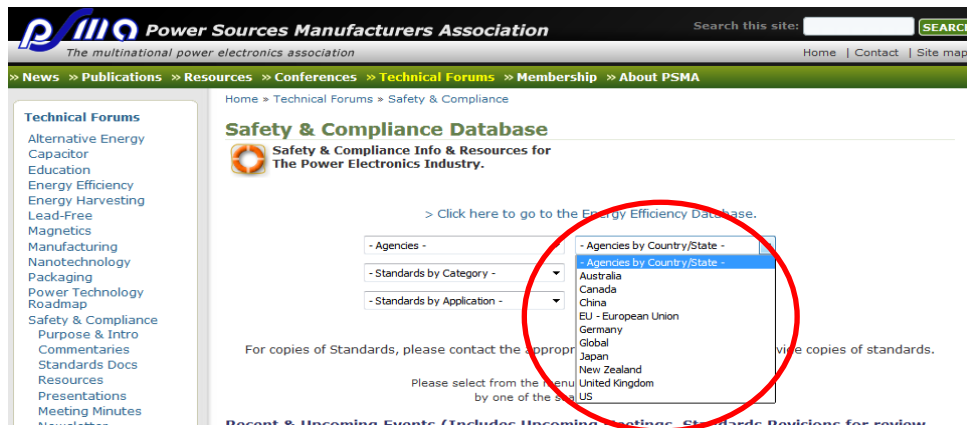 psma Power Sources Manufacturers Association
Search this site:
SEARCH
The multinational power electronics association
Home | Contact | Site map
» News » Publications » Resources » Conferences » Technical Forums » Membership » About PSMA
Home » Technical Forums » Safety & Compliance
Technical Forums
Alternative Energy
Capacitor
Education
Energy Efficiency
Energy Harvesting
Lead-Free
Magnetics
Manufacturing
Nanotechnology
Packaging
Power Technology
Roadmap
Safety & Compliance
Purpose & Intro
Commentaries
Standards Docs
Resources
Presentations
Meeting Minutes
Newsletter
Safety & Compliance Database
Safety & Compliance Info & Resources for
The Power Electronics Industry.
> Click here to go to the Energy Efficiency Database.
- Agencies -
- Standards by Category -
- Standards by Application -
- Agencies by Country/State -
- Agencies by Country/State -
Australia
Canada
China
EU - European Union
Germany
Global
Japan
New Zealand
United Kingdom
US
For copies of Standards, please contact the appropr vide copies of standards.
Please select from the menu
by one of the sea
Recent & Upcoming Events (Includes Upcoming Meetings, Standards Revisions for review